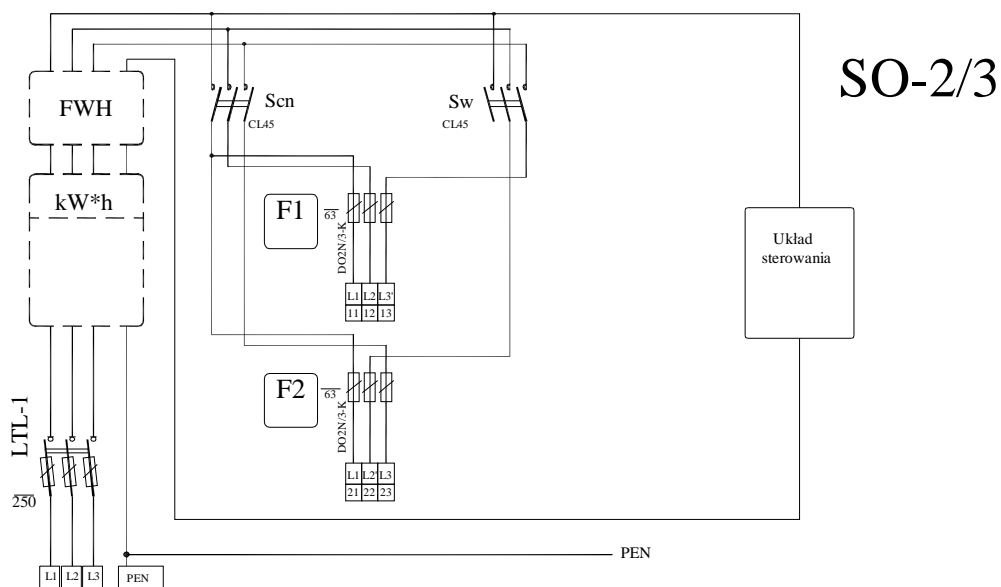 SO-2/3
FWH
kW*h
Scn
CL45
Sw
CL45
F1
63
DO2N/3-K
L1 L2 L3'
11 12 13
Układ
sterowania
F2
63
DO2N/3-K
L1 L2' L3
21 22 23
LTL-1
250
PEN
L1 L2 L3 PEN